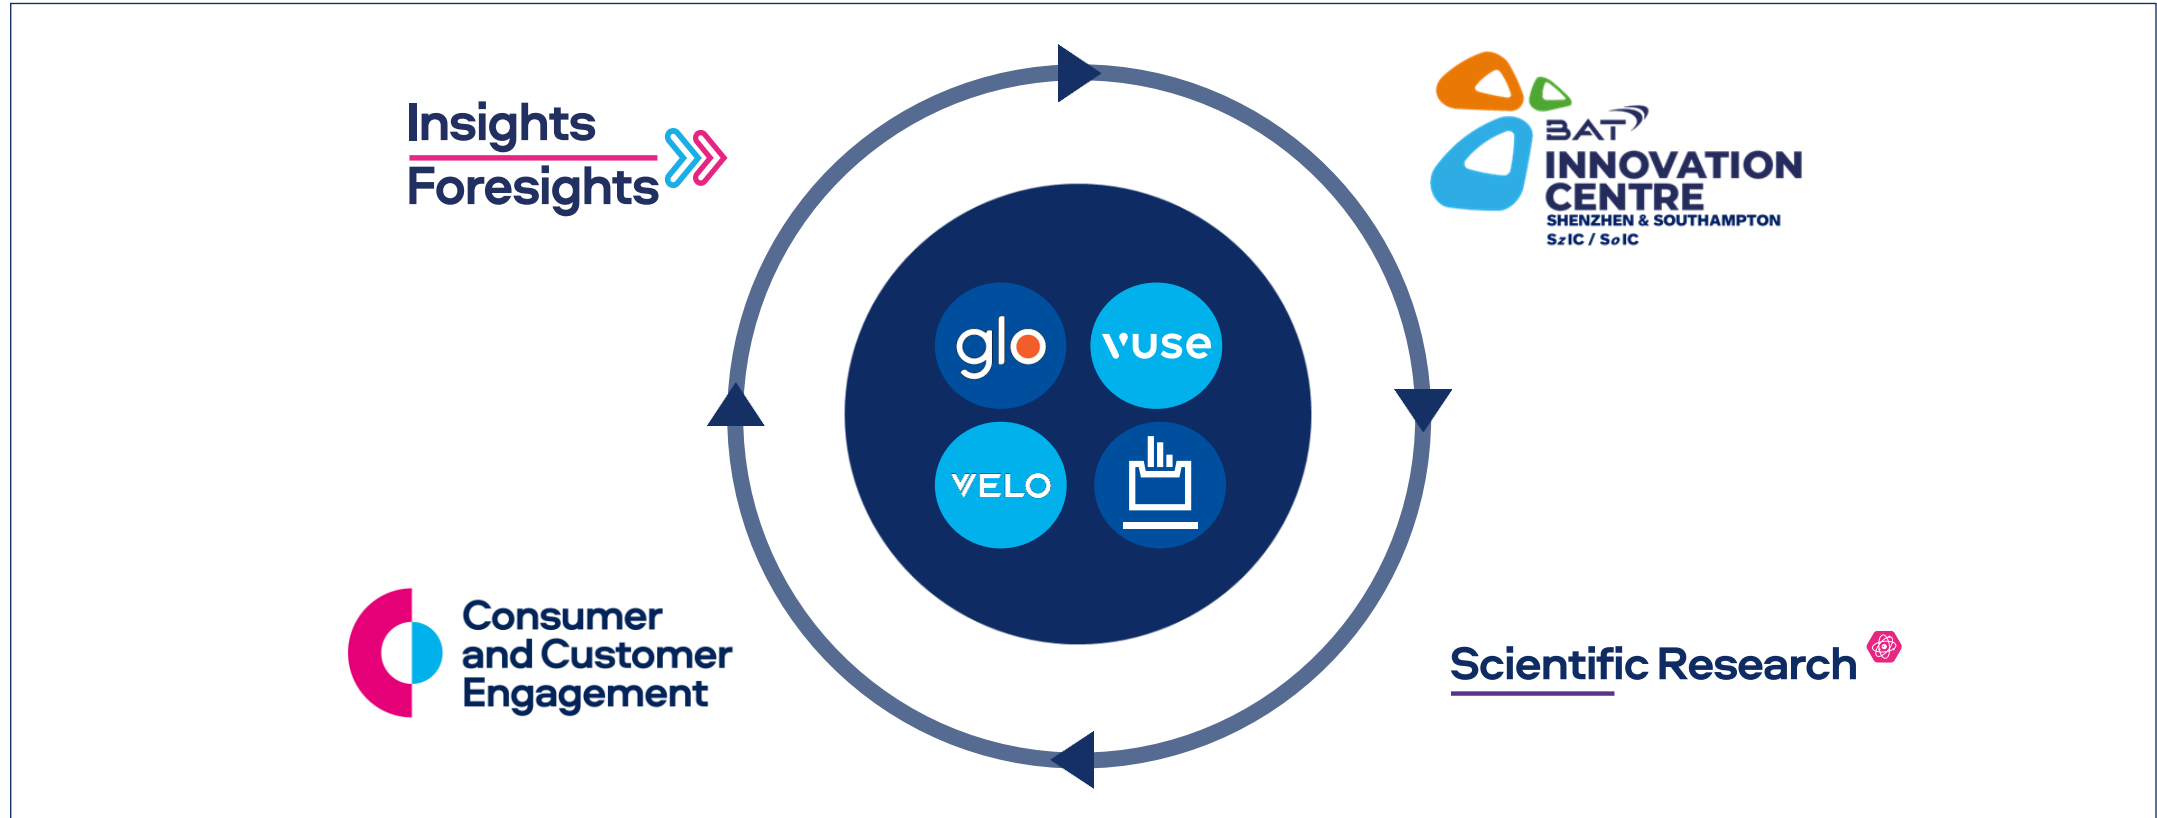 Insights
Foresights
BAT
INNOVATION
CENTRE
SHENZHEN & SOUTHAMPTON
SzIC / SoIC
glo
vuse
VELO
Consumer
and Customer
Engagement
Scientific Research